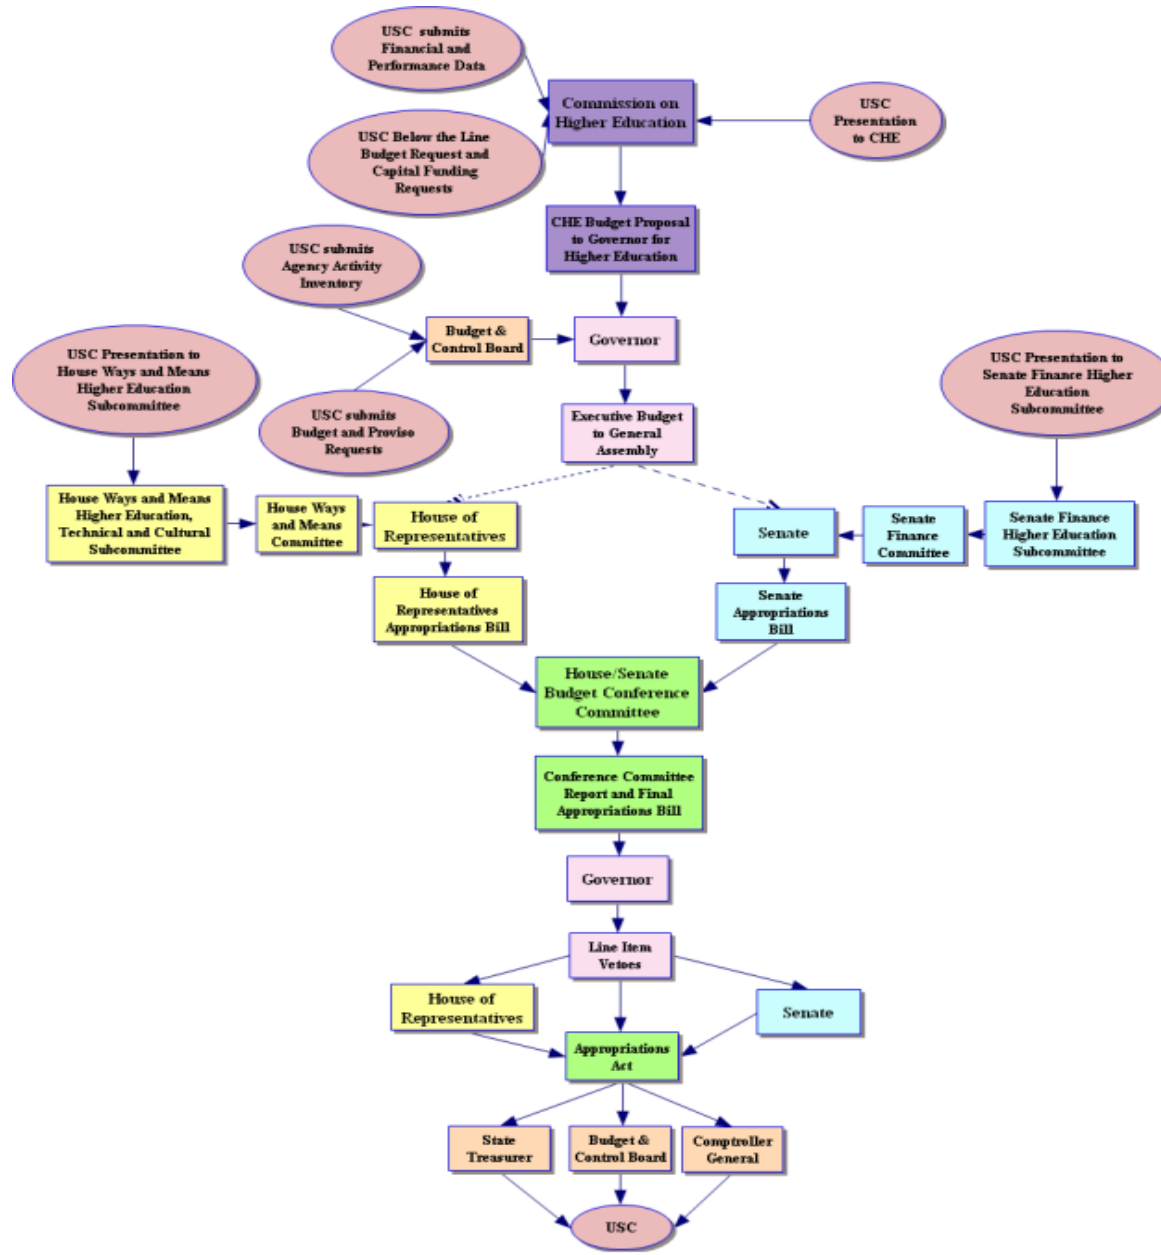 USC submits
Financial and
Performance Data
Commission on
Higher Education
USC
Presentation
to CHE
USC Below the Line
Budget Request and
Capital Funding
Requests
CHE Budget Proposal
to Governor for
Higher Education
USC submits
Agency Activity
Inventory
Budget &
Control Board
Governor
USC Presentation to
House Ways and Means
Higher Education
Subcommittee
USC Presentation to
Senate Finance Higher
Education
Subcommittee
USC submits
Budget and Proviso
Requests
Executive Budget
to General
Assembly
House Ways and Means
Higher Education,
Technical and Cultural
Subcommittee
House Ways
and Means
Committee
House of
Representatives
Senate
Senate
Finance
Committee
Senate Finance
Higher Education
Subcommittee
House of
Representatives
Appropriations Bill
Senate
Appropriations
Bill
House/Senate
Budget Conference
Committee
Conference Committee
Report and Final
Appropriations Bill
Governor
Line Item
Vetoes
House of
Representatives
Senate
Appropriations
Act
State
Treasurer
Budget &
Control Board
Comptroller
General
USC